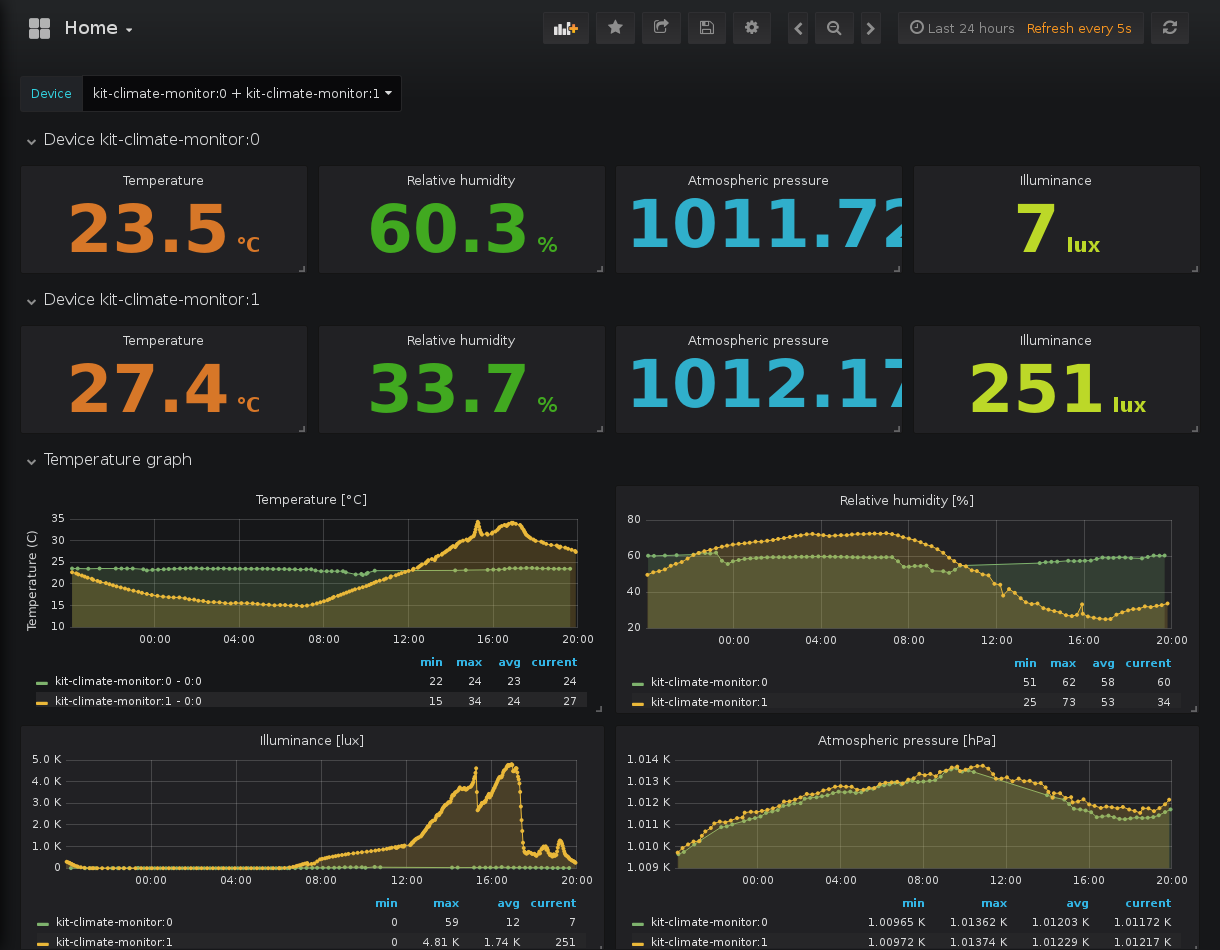 Home
Last 24 hours Refresh every 5s
Device kit-climate-monitor:0 + kit-climate-monitor:1
Device kit-climate-monitor:0
Temperature Relative humidity Atmospheric pressure Illuminance
23.5 °C 60.3 % 1011.72 7 lux
Device kit-climate-monitor:1
Temperature Relative humidity Atmospheric pressure Illuminance
27.4 °C 33.7 % 1012.17 251 lux
Temperature graph
Temperature [°C]
Temperature (C)
35
30
25
20
15
10
00:00 04:00 08:00 12:00 16:00 20:00
min max avg current
kit-climate-monitor:0 - 0:0 22 24 23 24
kit-climate-monitor:1 - 0:0 15 34 24 27
Relative humidity [%]
80
60
40
20
00:00 04:00 08:00 12:00 16:00 20:00
min max avg current
kit-climate-monitor:0 51 62 58 60
kit-climate-monitor:1 25 73 53 34
Illuminance [lux]
5.0 K
4.0 K
3.0 K
2.0 K
1.0 K
0
00:00 04:00 08:00 12:00 16:00 20:00
min max avg current
kit-climate-monitor:0 0 59 12 7
kit-climate-monitor:1 0 4.81 K 1.74 K 251
Atmospheric pressure [hPa]
1.014 K
1.013 K
1.012 K
1.011 K
1.010 K
1.009 K
00:00 04:00 08:00 12:00 16:00 20:00
min max avg current
kit-climate-monitor:0 1.00965 K 1.01362 K 1.01203 K 1.01172 K
kit-climate-monitor:1 1.00972 K 1.01374 K 1.01229 K 1.01217 K